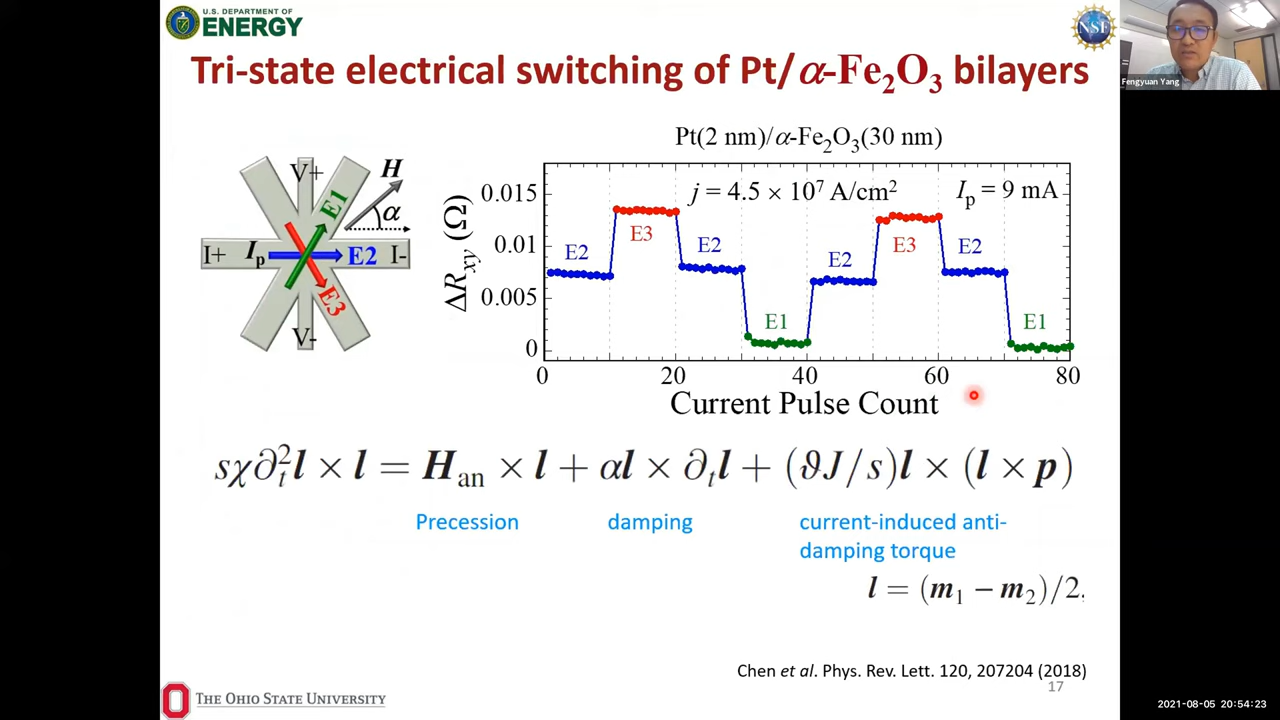 U.S. DEPARTMENT OF
ENERGY
NSF
Fengyuan Yang
Tri-state electrical switching of Pt/α-Fe₂O₃ bilayers
Pt(2 nm)/α-Fe₂O₃(30 nm)
V+
H
E1
α
I+
Iₚ
E2
I-
E3
V-
ΔRxy (Ω)
0.015
0.01
0.005
0
j = 4.5 × 10⁷ A/cm²
Iₚ = 9 mA
E2
E3
E2
E1
E2
E3
E2
E1
0 20 40 60 80
Current Pulse Count
sχ∂ₜ²l × l = Hₐₙ × l + αl × ∂ₜl + (ϑJ/s)l × (l × p)
Precession
damping
current-induced anti-
damping torque
l = (m₁ − m₂)/2,
Chen et al. Phys. Rev. Lett. 120, 207204 (2018)
17
THE OHIO STATE UNIVERSITY
2021-08-05 20:54:23